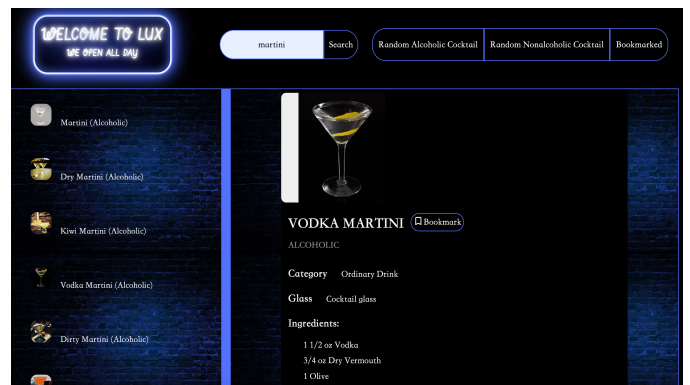 WELCOME TO LUX
WE OPEN ALL DAY
martini
Search
Random Alcoholic Cocktail
Random Nonalcoholic Cocktail
Bookmarked
Martini (Alcoholic)
Dry Martini (Alcoholic)
Kiwi Martini (Alcoholic)
Vodka Martini (Alcoholic)
Dirty Martini (Alcoholic)
VODKA MARTINI
Bookmark
ALCOHOLIC
Category Ordinary Drink
Glass Cocktail glass
Ingredients:
1 1/2 oz Vodka
3/4 oz Dry Vermouth
1 Olive